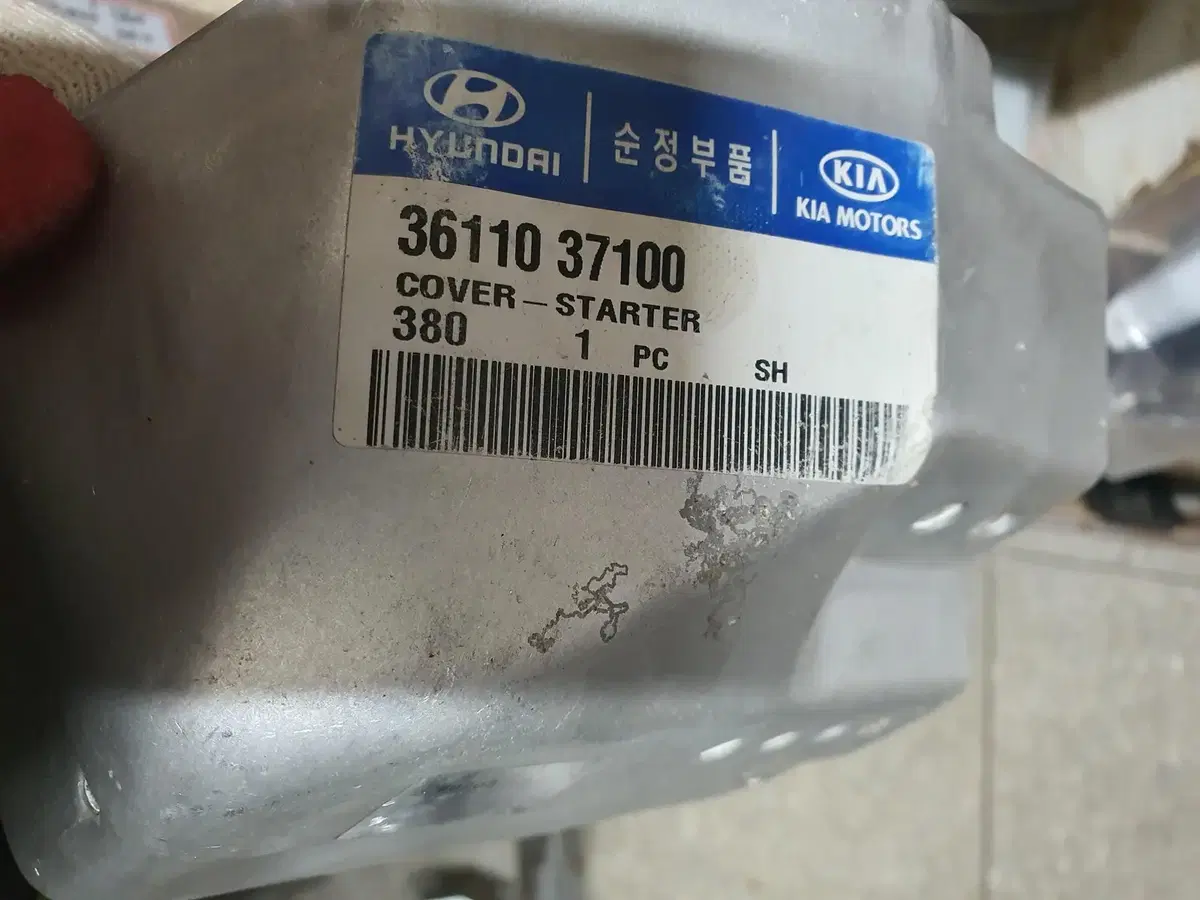 HYUNDAI
순정부품
KIA
KIA MOTORS
36110 37100
COVER-STARTER
380 1 PC SH